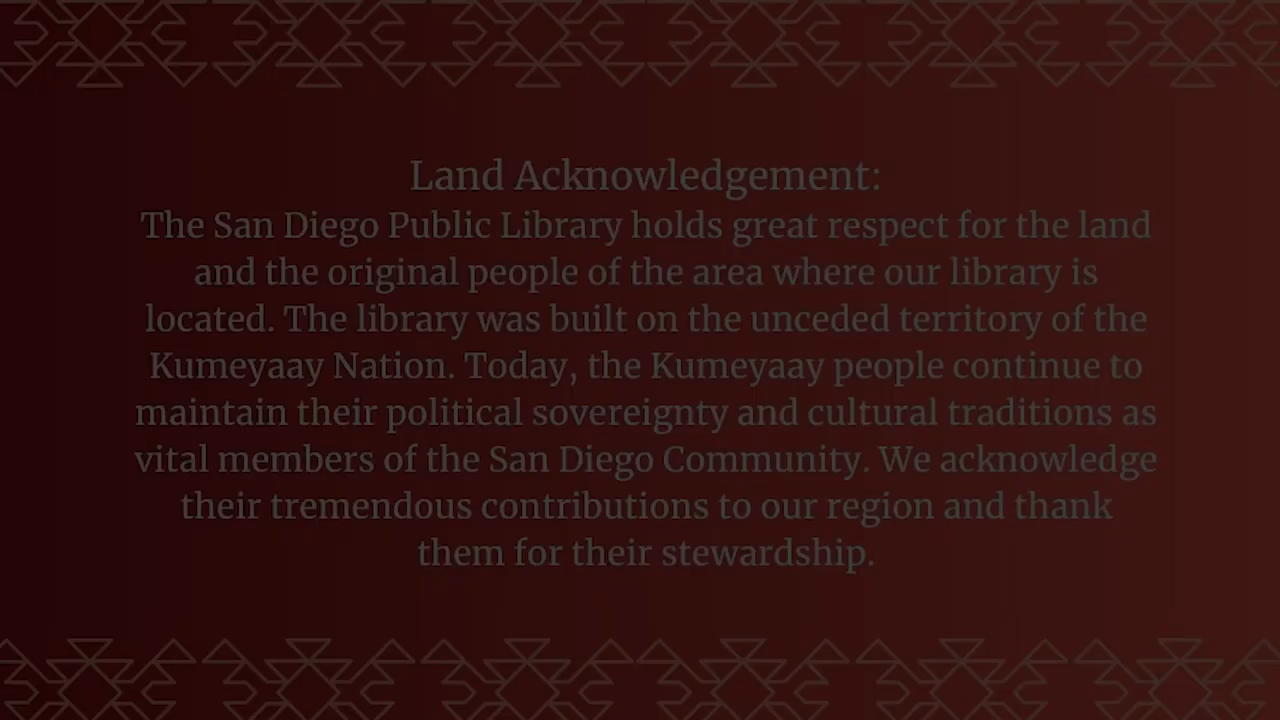 Land Acknowledgement:
The San Diego Public Library holds great respect for the land
and the original people of the area where our library is
located. The library was built on the unceded territory of the
Kumeyaay Nation. Today, the Kumeyaay people continue to
maintain their political sovereignty and cultural traditions as
vital members of the San Diego Community. We acknowledge
their tremendous contributions to our region and thank
them for their stewardship.